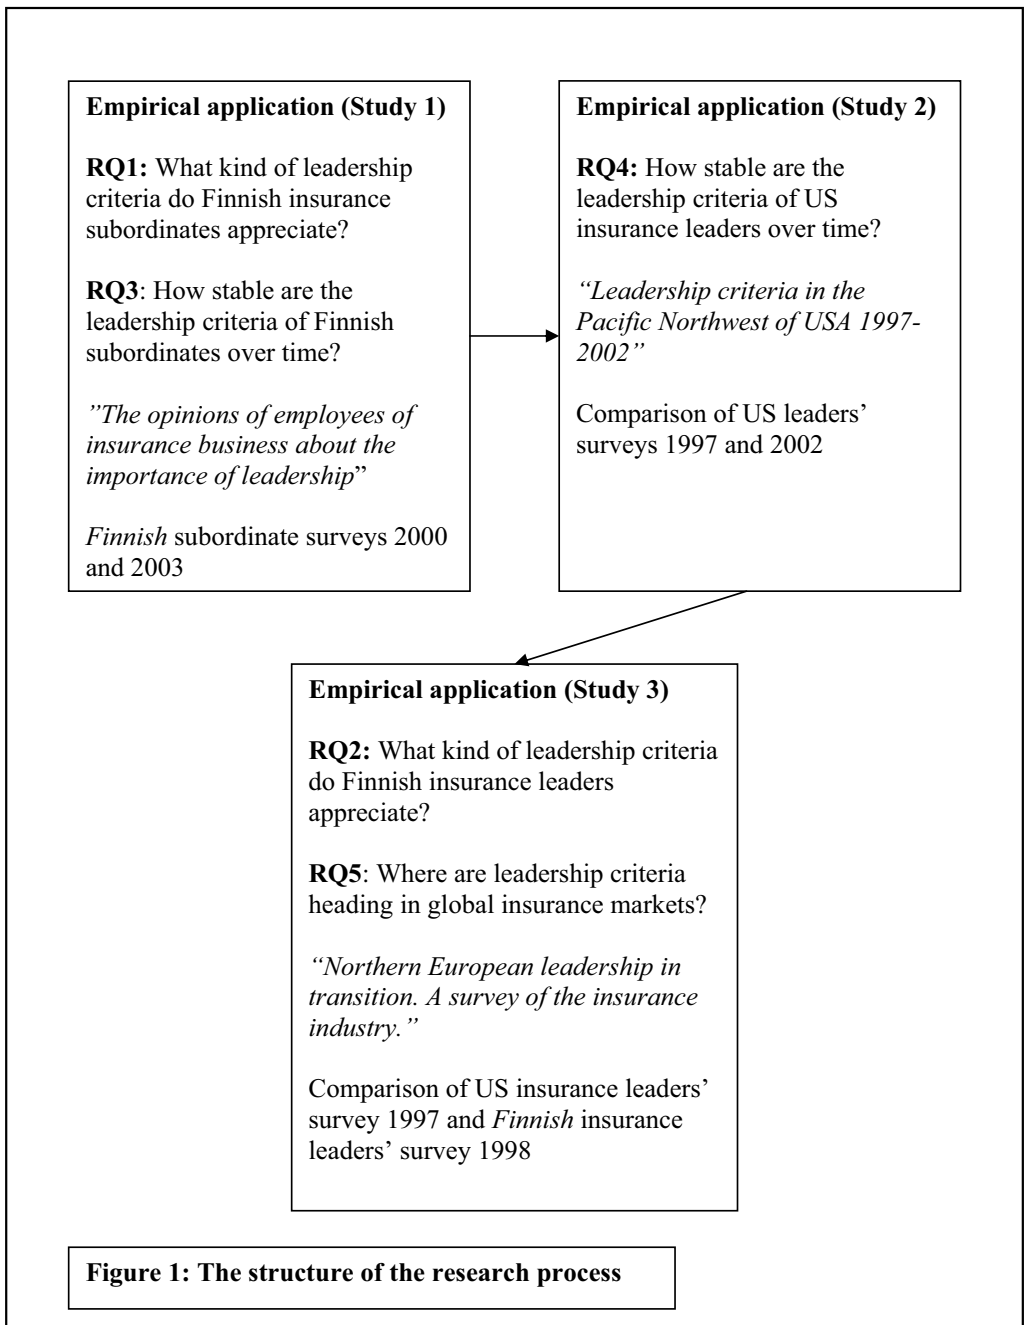 Empirical application (Study 1)
RQ1: What kind of leadership
criteria do Finnish insurance
subordinates appreciate?
RQ3: How stable are the
leadership criteria of Finnish
subordinates over time?
”The opinions of employees of
insurance business about the
importance of leadership”
Finnish subordinate surveys 2000
and 2003
Empirical application (Study 2)
RQ4: How stable are the
leadership criteria of US
insurance leaders over time?
“Leadership criteria in the
Pacific Northwest of USA 1997-
2002”
Comparison of US leaders’
surveys 1997 and 2002
Empirical application (Study 3)
RQ2: What kind of leadership criteria
do Finnish insurance leaders
appreciate?
RQ5: Where are leadership criteria
heading in global insurance markets?
“Northern European leadership in
transition. A survey of the insurance
industry.”
Comparison of US insurance leaders’
survey 1997 and Finnish insurance
leaders’ survey 1998
Figure 1: The structure of the research process